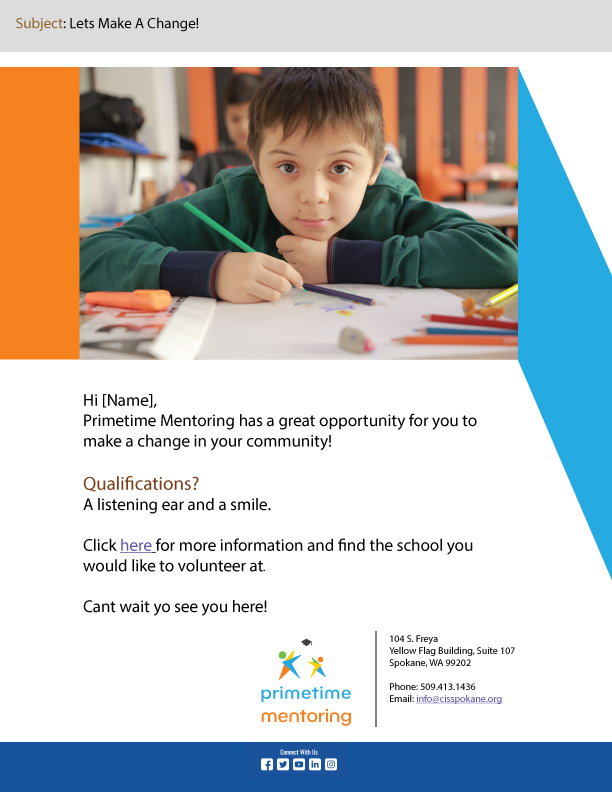 Subject: Lets Make A Change!
Hi [Name],
Primetime Mentoring has a great opportunity for you to
make a change in your community!
Qualifications?
A listening ear and a smile.
Click here for more information and find the school you
would like to volunteer at.
Cant wait yo see you here!
primetime
mentoring
104 S. Freya
Yellow Flag Building, Suite 107
Spokane, WA 99202
Phone: 509.413.1436
Email: info@cisspokane.org
Connect With Us